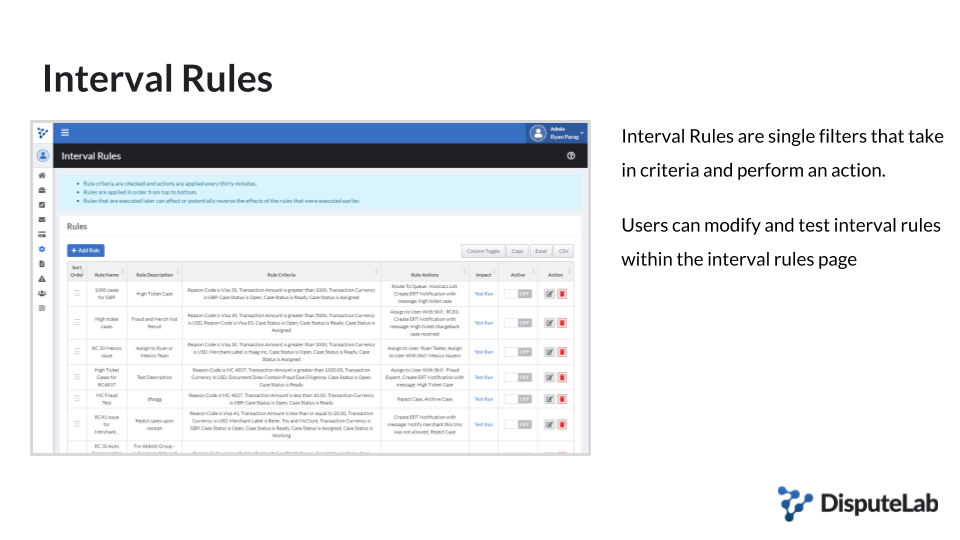 Interval Rules
Admin
Ryan Parag
Interval Rules
Rule criteria are checked and actions are applied every thirty minutes.
Rules are applied in order from top to bottom.
Rules that are executed later can affect or potentially reverse the effects of the rules that were executed earlier.
Rules
+ Add Rule
Column Toggle Copy Excel CSV
Sort Order Rule Name Rule Description Rule Criteria Rule Actions Impact Active Action
1000 cases for GBP
High Ticket Case
Reason Code is Visa 30, Transaction Amount is greater than 1000, Transaction Currency
is GBP, Case Status is Open, Case Status is Ready, Case Status is Assigned
Route To Queue : monica's List,
Create ERT Notification with
message: high ticket case
Test Run OFF
High ticket cases
Fraud and Merch Not Recuil
Reason Code is Visa 30, Transaction Amount is greater than 5000, Transaction Currency
is USD, Reason Code is Visa 83, Case Status is Open, Case Status is Ready, Case Status is
Assigned
Assign to User With Skill : RC81,
Create ERT Notification with
message: High ticket chargeback
case received
Test Run OFF
RC 30 Mexico Issue
Assign to Ryan or Mexico Team
Reason Code is Visa 30, Transaction Amount is greater than 1000, Transaction Currency
is USD, Merchant Label is Haag Inc, Case Status is Open, Case Status is Ready, Case
Status is Assigned
Assign to User: Ryan Tester, Assign
to User With Skill: Mexico Issuers
Test Run OFF
High Ticket Cases for RC4837
Test Description
Reason Code is MC 4837, Transaction Amount is greater than 1000.00, Transaction
Currency is USD, Document Does Contain Fraud Due Diligence, Case Status is Open,
Case Status is Ready
Assign to User With Skill : Fraud
Expert, Create ERT Notification with
message: High Ticket Case
Test Run OFF
MC Fraud Test
Reason Code is MC 4837, Transaction Amount is less than 10.00, Transaction Currency
is GBP, Case Status is Open, Case Status is Ready
Reject Case, Archive Case
Test Run OFF
RC41 Issue for Merchant...
Reject cases upon receipt
Reason Code is Visa 41, Transaction Amount is less than or equal to 20.00, Transaction
Currency is USD, Merchant Label is Beier, Toy and McClure, Transaction Currency is
GBP, Case Status is Open, Case Status is Ready, Case Status is Assigned, Case Status is
Working
Create ERT Notification with
message: Notify merchant this trns
was not allowed, Reject Case
Test Run OFF
RC 30 Auto
For Abbott Group -
Interval Rules are single filters that take
in criteria and perform an action.
Users can modify and test interval rules
within the interval rules page
DisputeLab